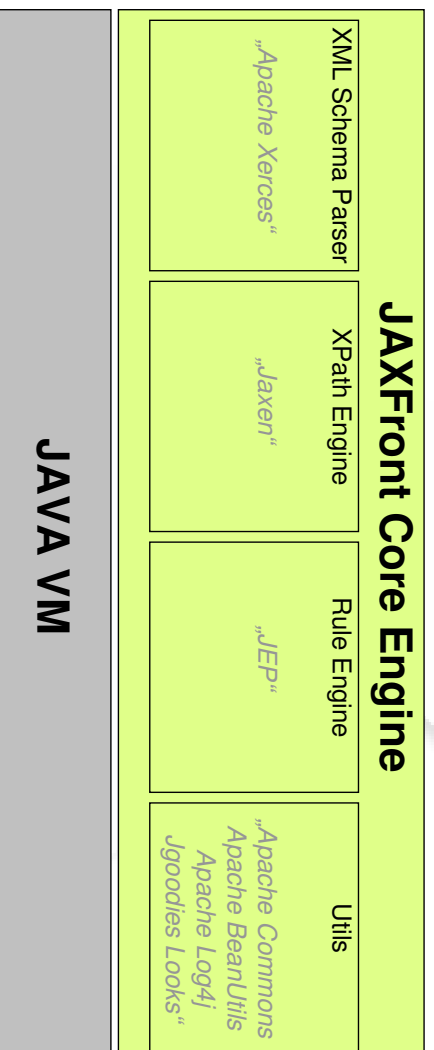 JAXFront Core Engine
XML Schema Parser
„Apache Xerces“
XPath Engine
„Jaxen“
Rule Engine
„JEP“
Utils
„Apache Commons
Apache BeanUtils
Apache Log4j
Jgoodies Looks“
JAVA VM